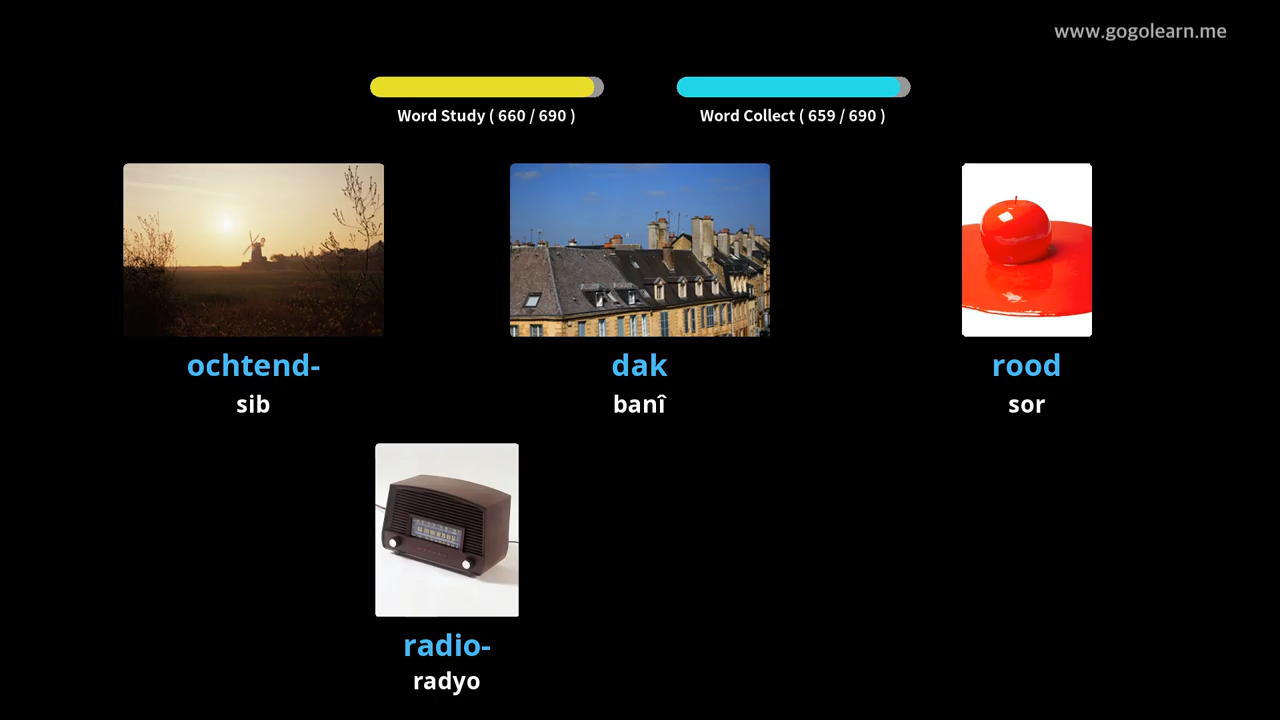 www.gogolearn.me
Word Study ( 660 / 690 )
Word Collect ( 659 / 690 )
ochtend-
sib
dak
banî
rood
sor
radio-
radyo